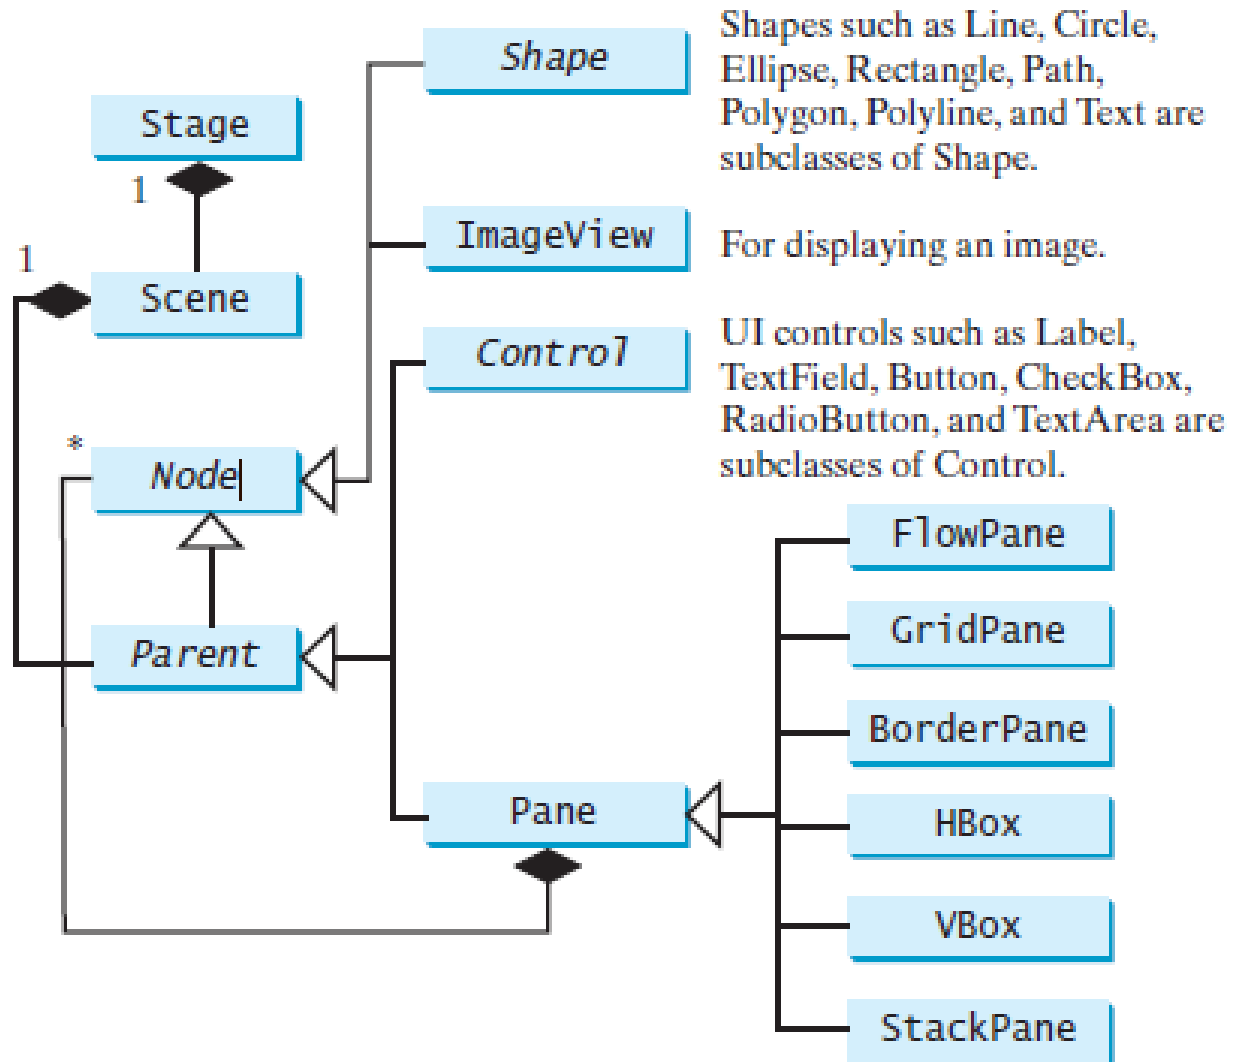 Shape
Shapes such as Line, Circle,
Ellipse, Rectangle, Path,
Polygon, Polyline, and Text are
subclasses of Shape.
Stage
1
ImageView
For displaying an image.
1
Scene
Control
UI controls such as Label,
TextField, Button, CheckBox,
RadioButton, and TextArea are
subclasses of Control.
*
Node
FlowPane
GridPane
Parent
BorderPane
Pane
HBox
VBox
StackPane